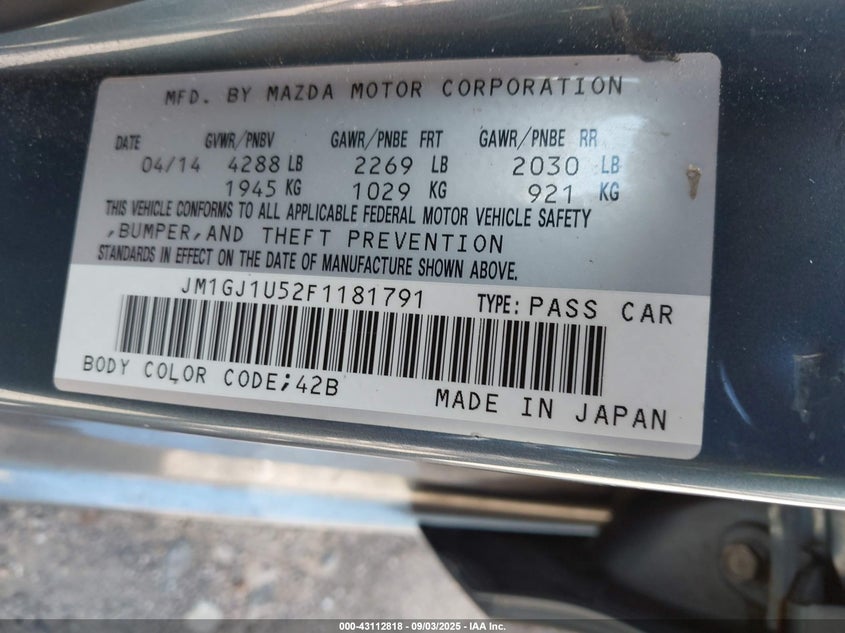 MFD. BY MAZDA MOTOR CORPORATION
DATE GVWR/PNBV GAWR/PNBE FRT GAWR/PNBE RR
04/14 4288 LB 2269 LB 2030 LB
1945 KG 1029 KG 921 KG
THIS VEHICLE CONFORMS TO ALL APPLICABLE FEDERAL MOTOR VEHICLE SAFETY
,BUMPER,AND THEFT PREVENTION
STANDARDS IN EFFECT ON THE DATE OF MANUFACTURE SHOWN ABOVE.
JM1GJ1U52F1181791 TYPE: PASS CAR
BODY COLOR CODE;42B
MADE IN JAPAN
000-43112818 - 09/03/2025 - IAA Inc.